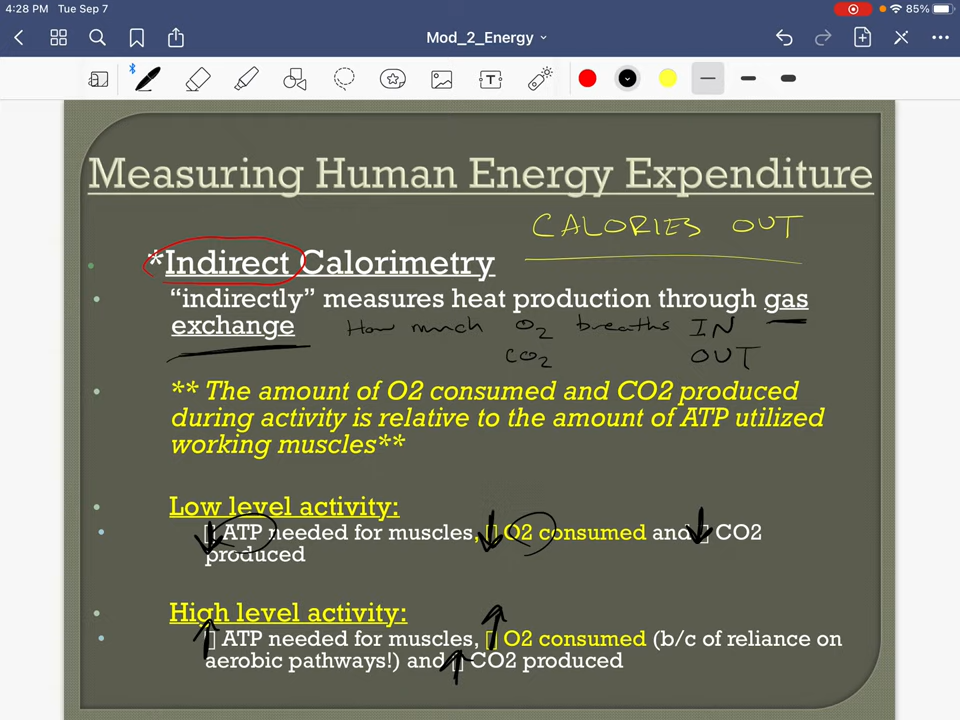 4:28 PM Tue Sep 7
85%
Mod_2_Energy
Measuring Human Energy Expenditure
CALORIES OUT
*Indirect Calorimetry
"indirectly" measures heat production through gas
exchange
How much O2 breaths IN
CO2 OUT
** The amount of O2 consumed and CO2 produced
during activity is relative to the amount of ATP utilized
working muscles**
Low level activity:
↓ ATP needed for muscles, ↓ O2 consumed and ↓ CO2
produced
High level activity:
↑ ATP needed for muscles, ↑ O2 consumed (b/c of reliance on
aerobic pathways!) and ↑ CO2 produced